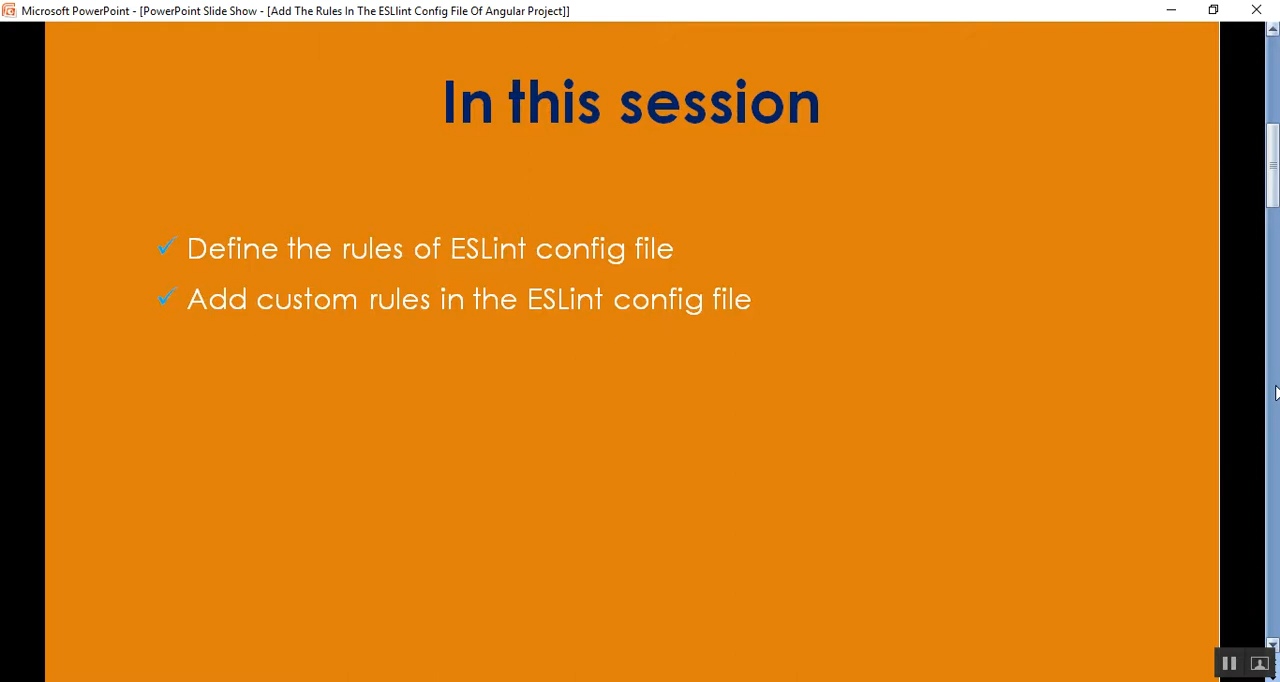 Microsoft PowerPoint - [PowerPoint Slide Show - [Add The Rules In The ESLlint Config File Of Angular Project]]
In this session
Define the rules of ESLint config file
Add custom rules in the ESLint config file